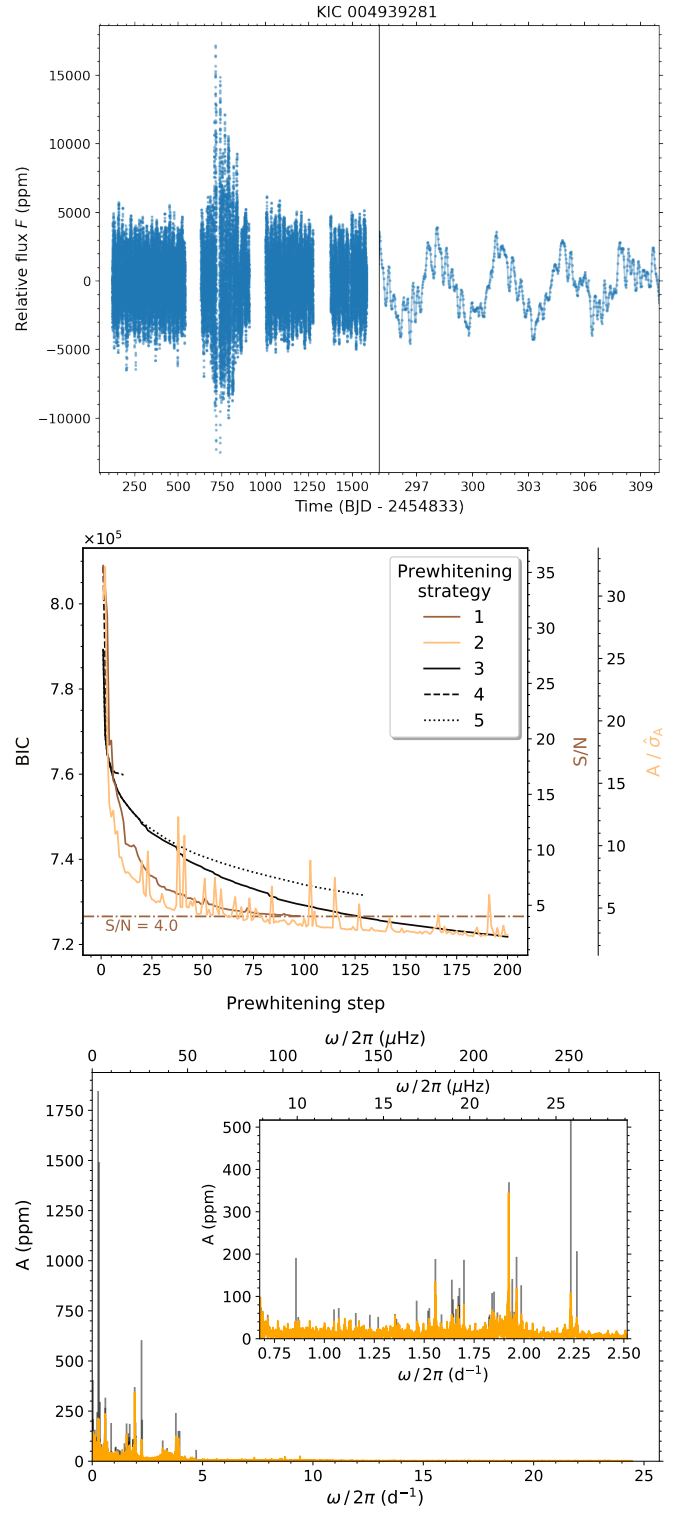 KIC 004939281
15000
10000
5000
0
−5000
−10000
Relative flux F (ppm)
250 500 750 1000 1250 1500 297 300 303 306 309
Time (BJD - 2454833)
×10⁵
8.0
7.8
7.6
7.4
7.2
BIC
Prewhitening
strategy
1
2
3
4
5
35
30
25
20
15
10
5
S/N
30
25
20
15
10
5
A / σ̂_A
S/N = 4.0
0 25 50 75 100 125 150 175 200
Prewhitening step
ω / 2π (μHz)
0 50 100 150 200 250
1750
1500
1250
1000
750
500
250
0
A (ppm)
ω / 2π (μHz)
10 13 16 19 22 25 28
500
400
300
200
100
0
A (ppm)
0.75 1.00 1.25 1.50 1.75 2.00 2.25 2.50
ω / 2π (d⁻¹)
0 5 10 15 20 25
ω / 2π (d⁻¹)